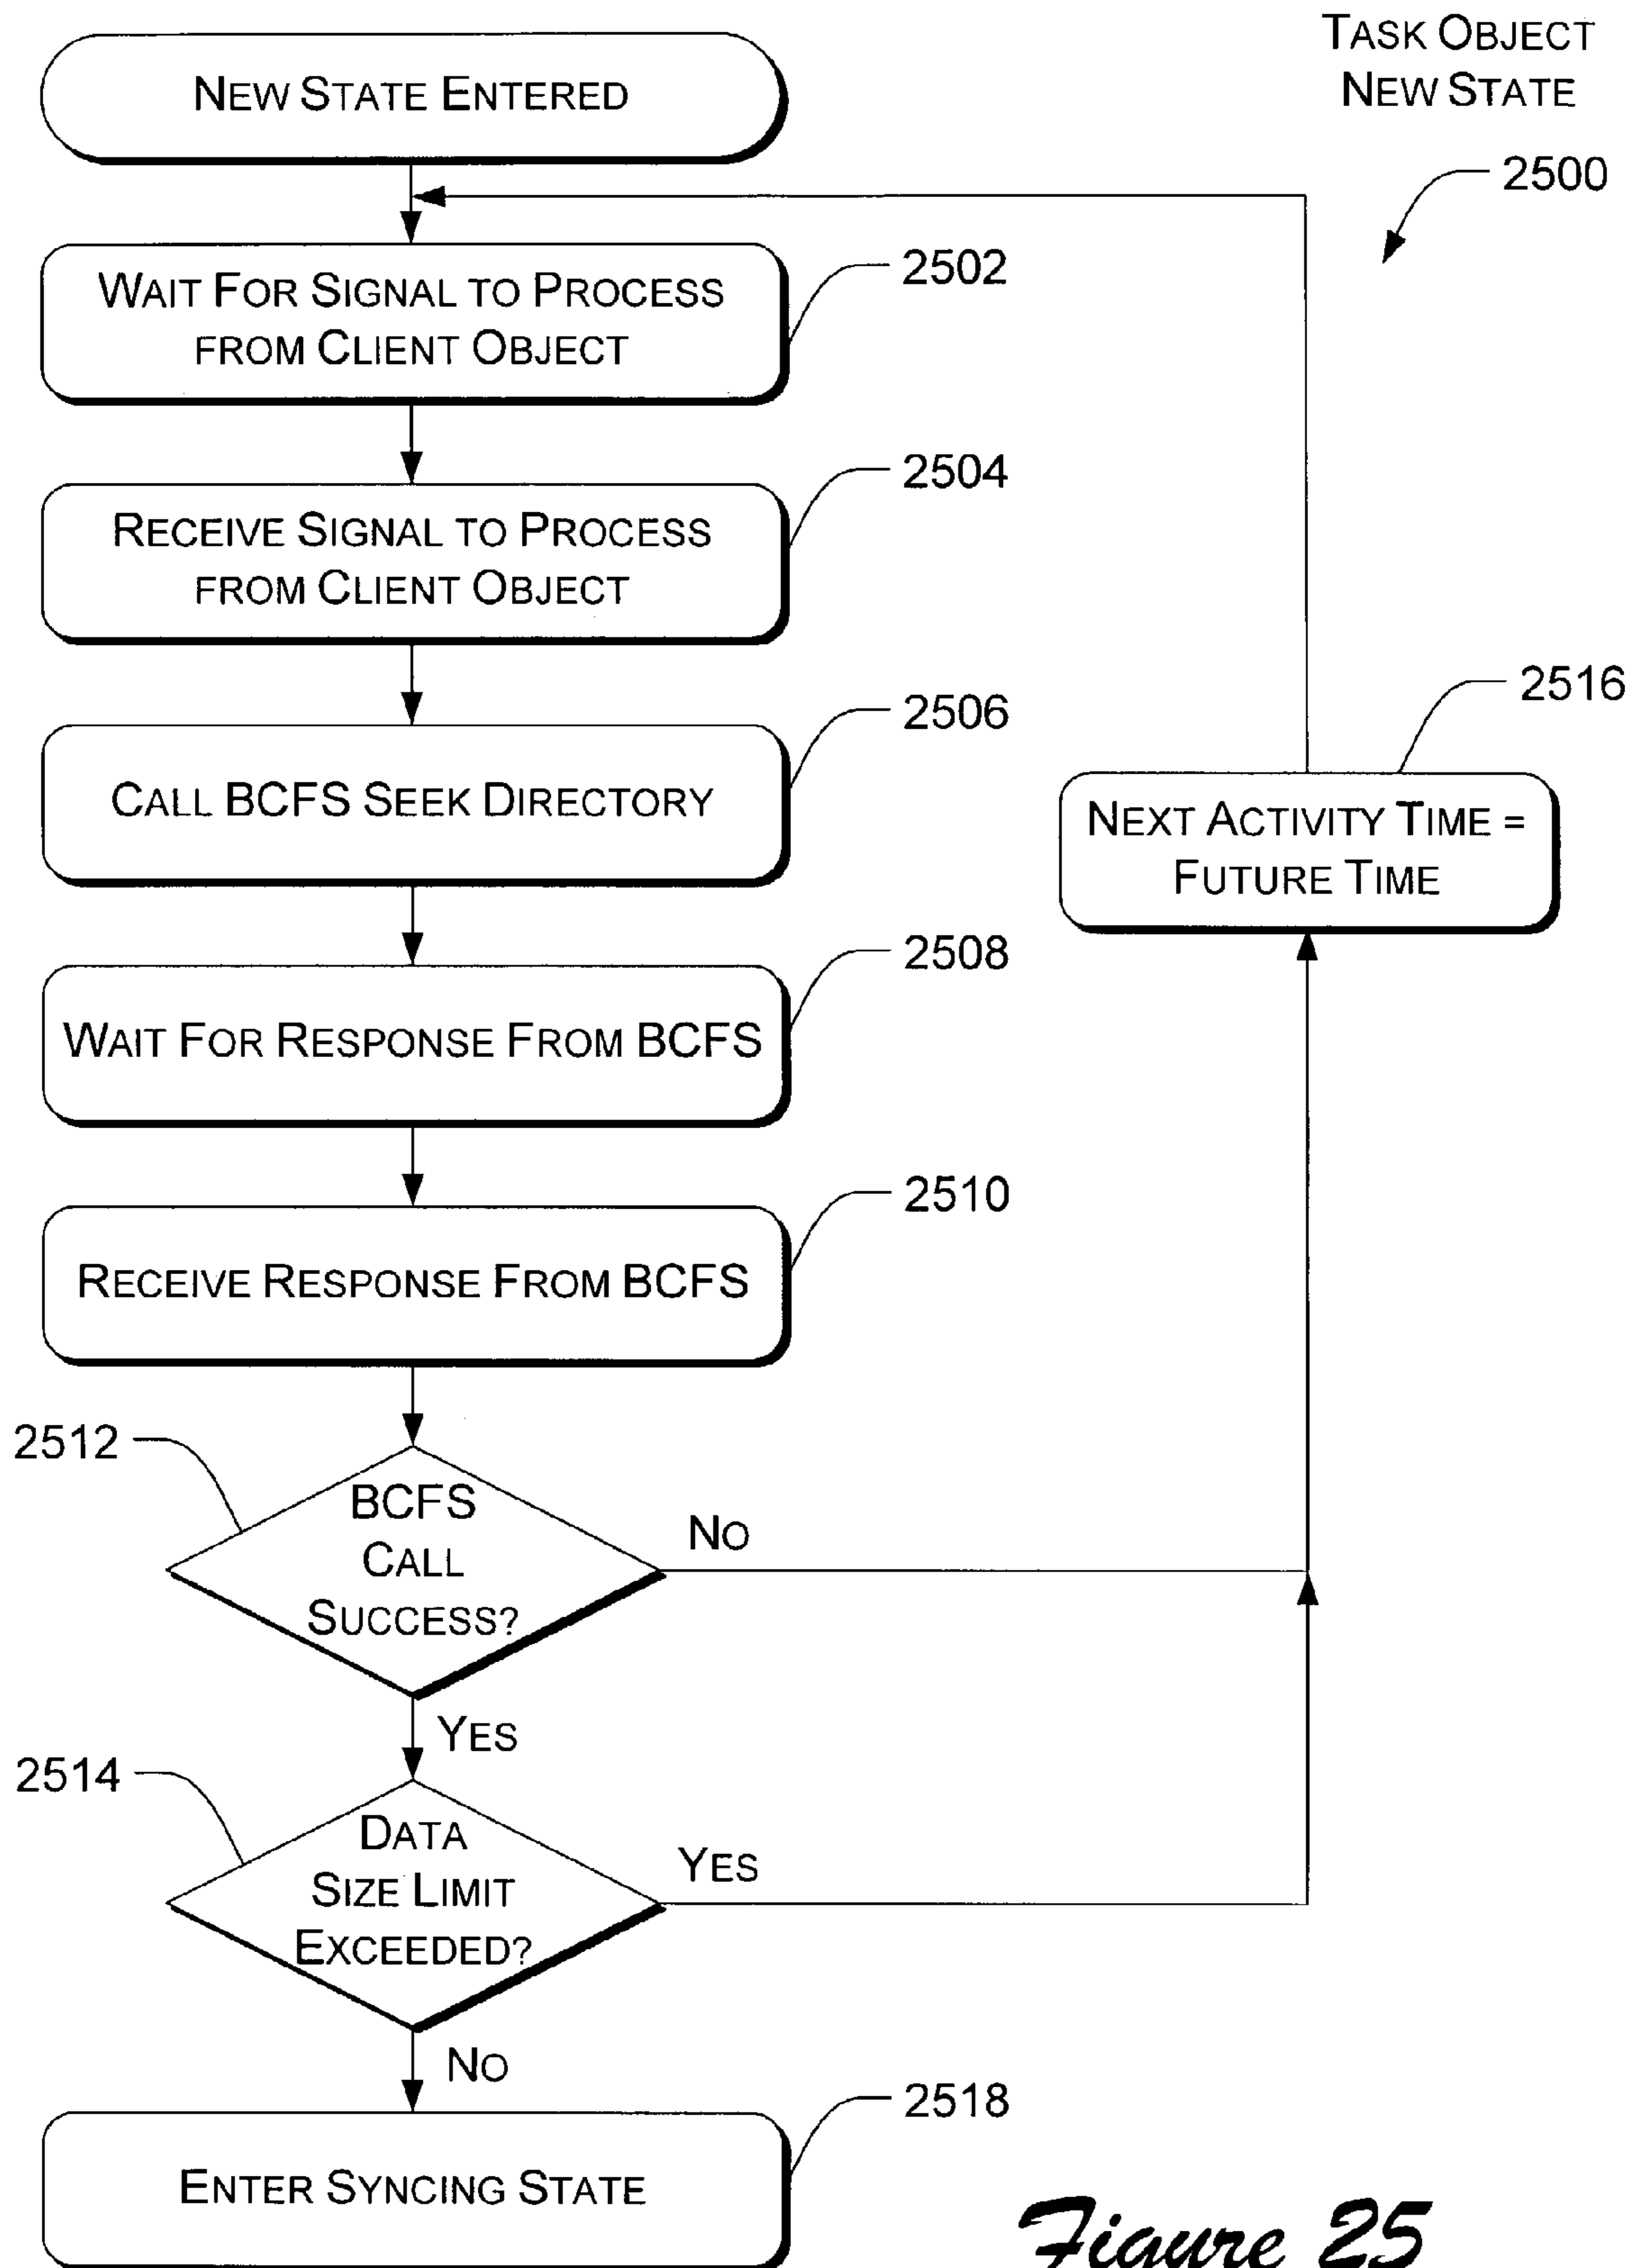 TASK OBJECT
NEW STATE
2500
NEW STATE ENTERED
WAIT FOR SIGNAL TO PROCESS
FROM CLIENT OBJECT
2502
RECEIVE SIGNAL TO PROCESS
FROM CLIENT OBJECT
2504
CALL BCFS SEEK DIRECTORY
2506
NEXT ACTIVITY TIME =
FUTURE TIME
2516
WAIT FOR RESPONSE FROM BCFS
2508
RECEIVE RESPONSE FROM BCFS
2510
2512
BCFS
CALL
SUCCESS?
NO
YES
2514
DATA
SIZE LIMIT
EXCEEDED?
YES
NO
2518
ENTER SYNCING STATE
Figure 25